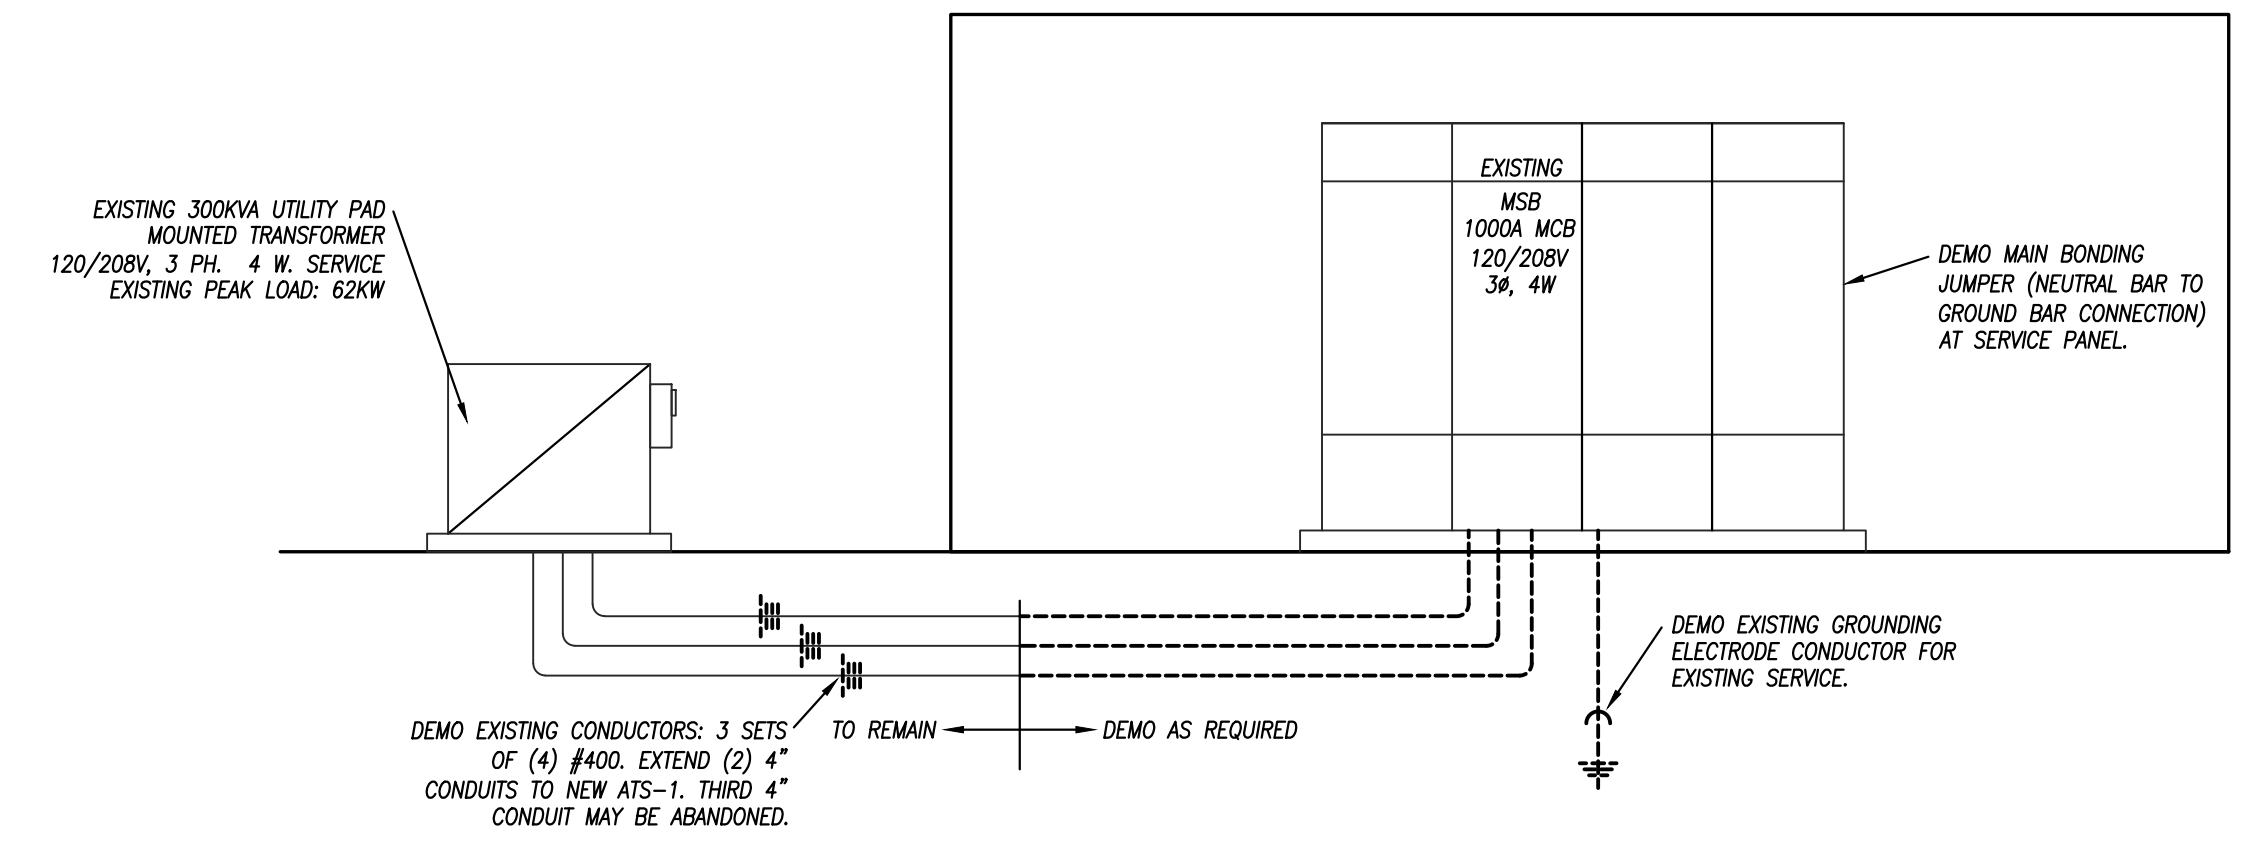 EXISTING 300KVA UTILITY PAD
MOUNTED TRANSFORMER
120/208V, 3 PH. 4 W. SERVICE
EXISTING PEAK LOAD: 62KW
EXISTING
MSB
1000A MCB
120/208V
3ø, 4W
DEMO MAIN BONDING
JUMPER (NEUTRAL BAR TO
GROUND BAR CONNECTION)
AT SERVICE PANEL.
DEMO EXISTING GROUNDING
ELECTRODE CONDUCTOR FOR
EXISTING SERVICE.
DEMO EXISTING CONDUCTORS: 3 SETS
OF (4) #400. EXTEND (2) 4"
CONDUITS TO NEW ATS-1. THIRD 4"
CONDUIT MAY BE ABANDONED.
TO REMAIN
DEMO AS REQUIRED